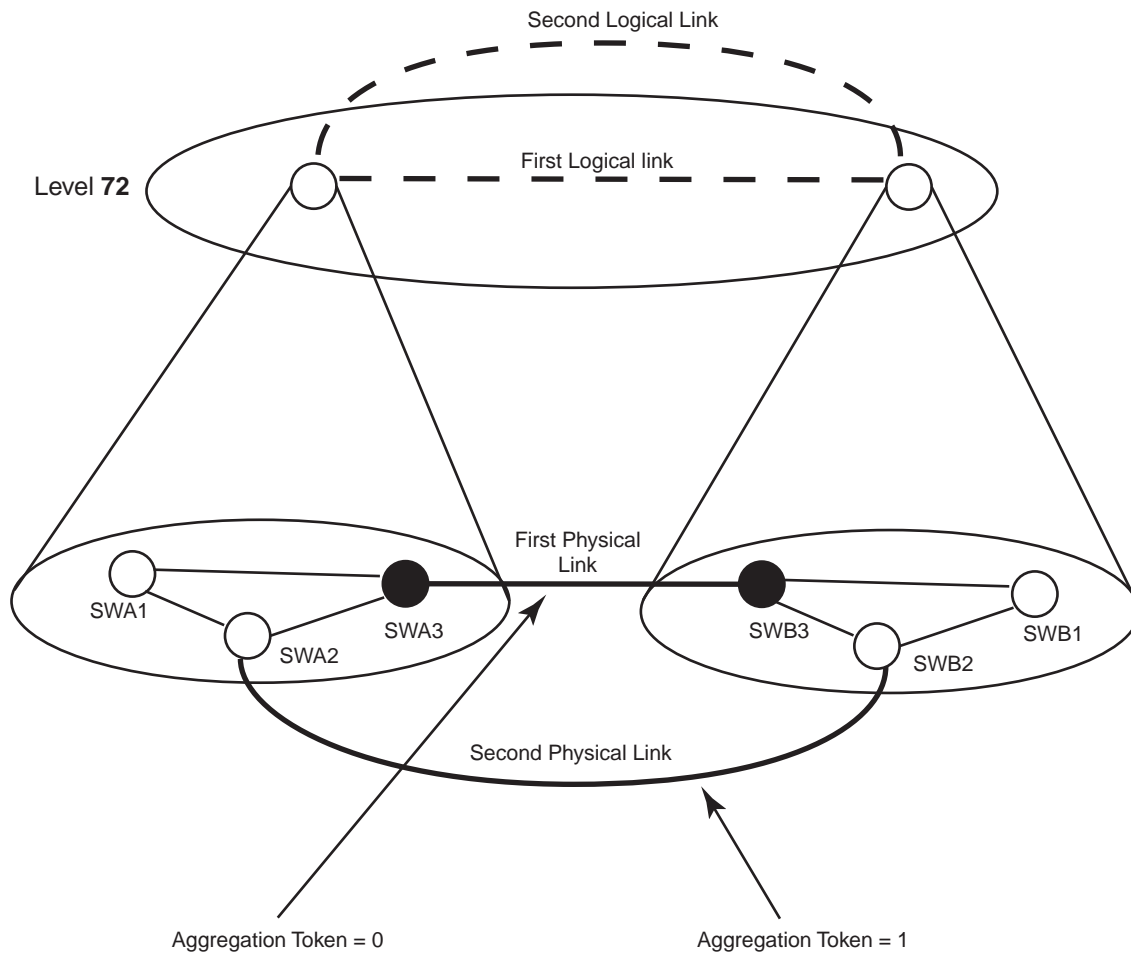 Second Logical Link
First Logical link
Level 72
First Physical
Link
SWA1
SWA3
SWB3
SWB1
SWA2
SWB2
Second Physical Link
Aggregation Token = 0
Aggregation Token = 1